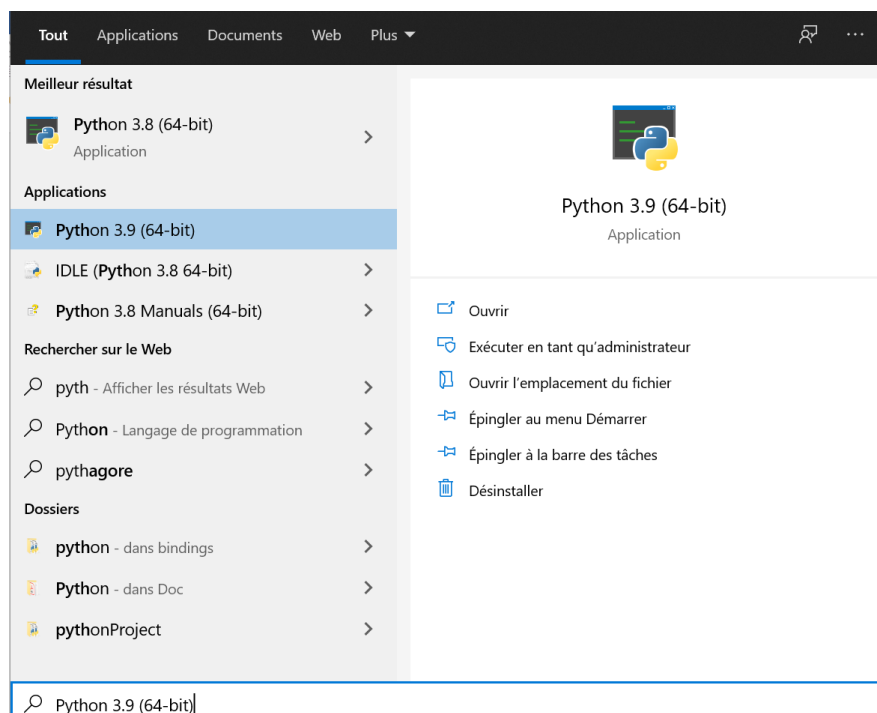 Tout Applications Documents Web Plus
Meilleur résultat
Python 3.8 (64-bit)
Application
Applications
Python 3.9 (64-bit)
IDLE (Python 3.8 64-bit)
Python 3.8 Manuals (64-bit)
Rechercher sur le Web
pyth - Afficher les résultats Web
Python - Langage de programmation
pythagore
Dossiers
python - dans bindings
Python - dans Doc
pythonProject
Python 3.9 (64-bit)
Application
Ouvrir
Exécuter en tant qu'administrateur
Ouvrir l'emplacement du fichier
Épingler au menu Démarrer
Épingler à la barre des tâches
Désinstaller
Python 3.9 (64-bit)